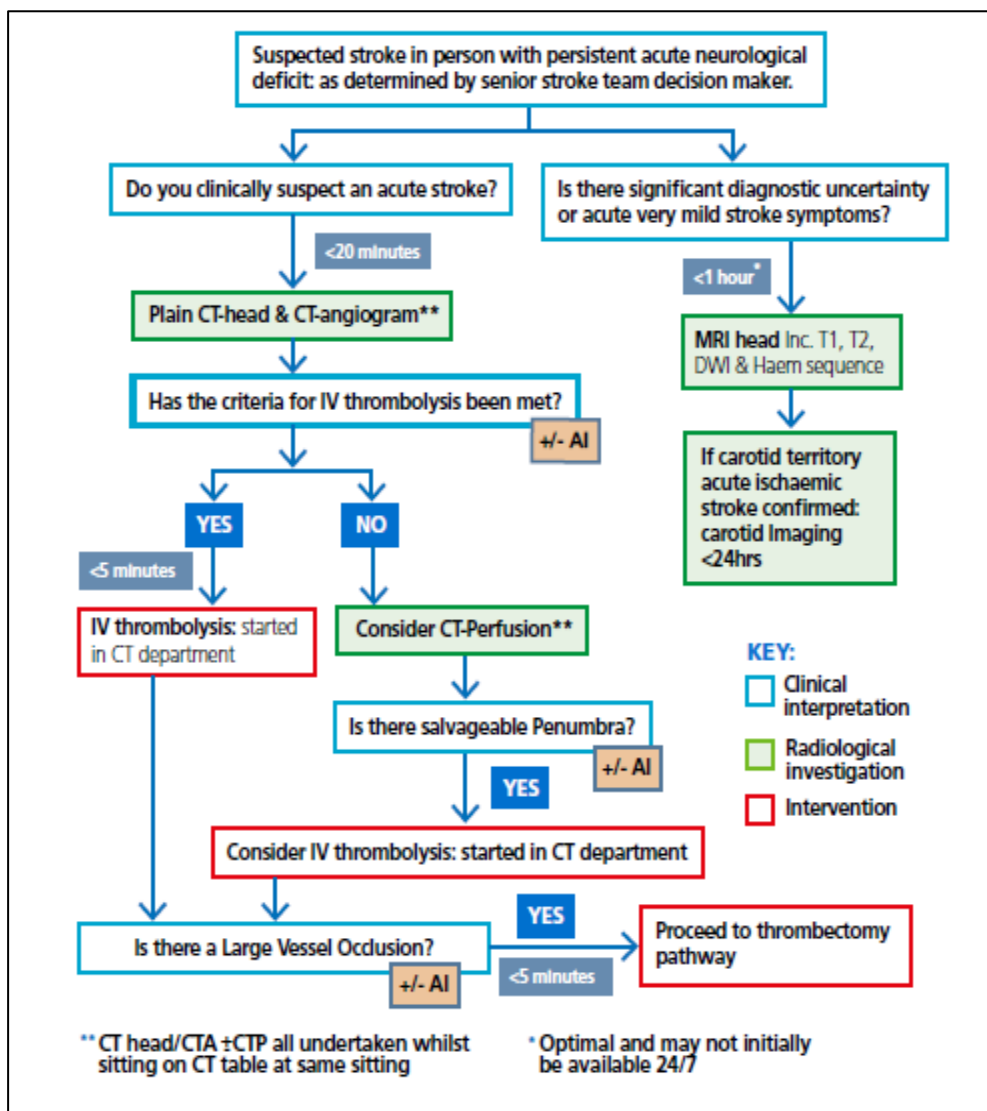 Suspected stroke in person with persistent acute neurological
deficit: as determined by senior stroke team decision maker.
Do you clinically suspect an acute stroke?
Is there significant diagnostic uncertainty
or acute very mild stroke symptoms?
<20 minutes
<1 hour*
Plain CT-head & CT-angiogram**
MRI head Inc. T1, T2,
DWI & Haem sequence
Has the criteria for IV thrombolysis been met?
+/- AI
If carotid territory
acute ischaemic
stroke confirmed:
carotid Imaging
<24hrs
YES
NO
<5 minutes
IV thrombolysis: started
in CT department
Consider CT-Perfusion**
KEY:
Clinical
interpretation
Radiological
investigation
Intervention
Is there salvageable Penumbra?
+/- AI
YES
Consider IV thrombolysis: started in CT department
Is there a Large Vessel Occlusion?
+/- AI
YES
<5 minutes
Proceed to thrombectomy
pathway
** CT head/CTA ±CTP all undertaken whilst
sitting on CT table at same sitting
* Optimal and may not initially
be available 24/7